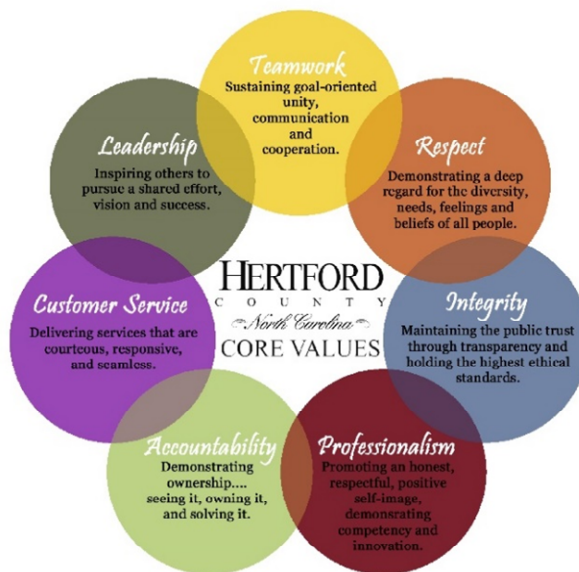 Teamwork
Sustaining goal-oriented
unity,
communication
and
cooperation.
Respect
Demonstrating a deep
regard for the diversity,
needs, feelings and
beliefs of all people.
Integrity
Maintaining the public trust
through transparency and
holding the highest ethical
standards.
Professionalism
Promoting an honest,
respectful, positive
self-image,
demonsrating
competency and
innovation.
Accountability
Demonstrating
ownership....
seeing it, owning it,
and solving it.
Customer Service
Delivering services that are
courteous, responsive,
and seamless.
Leadership
Inspiring others to
pursue a shared effort,
vision and success.
HERTFORD
COUNTY
North Carolina
CORE VALUES